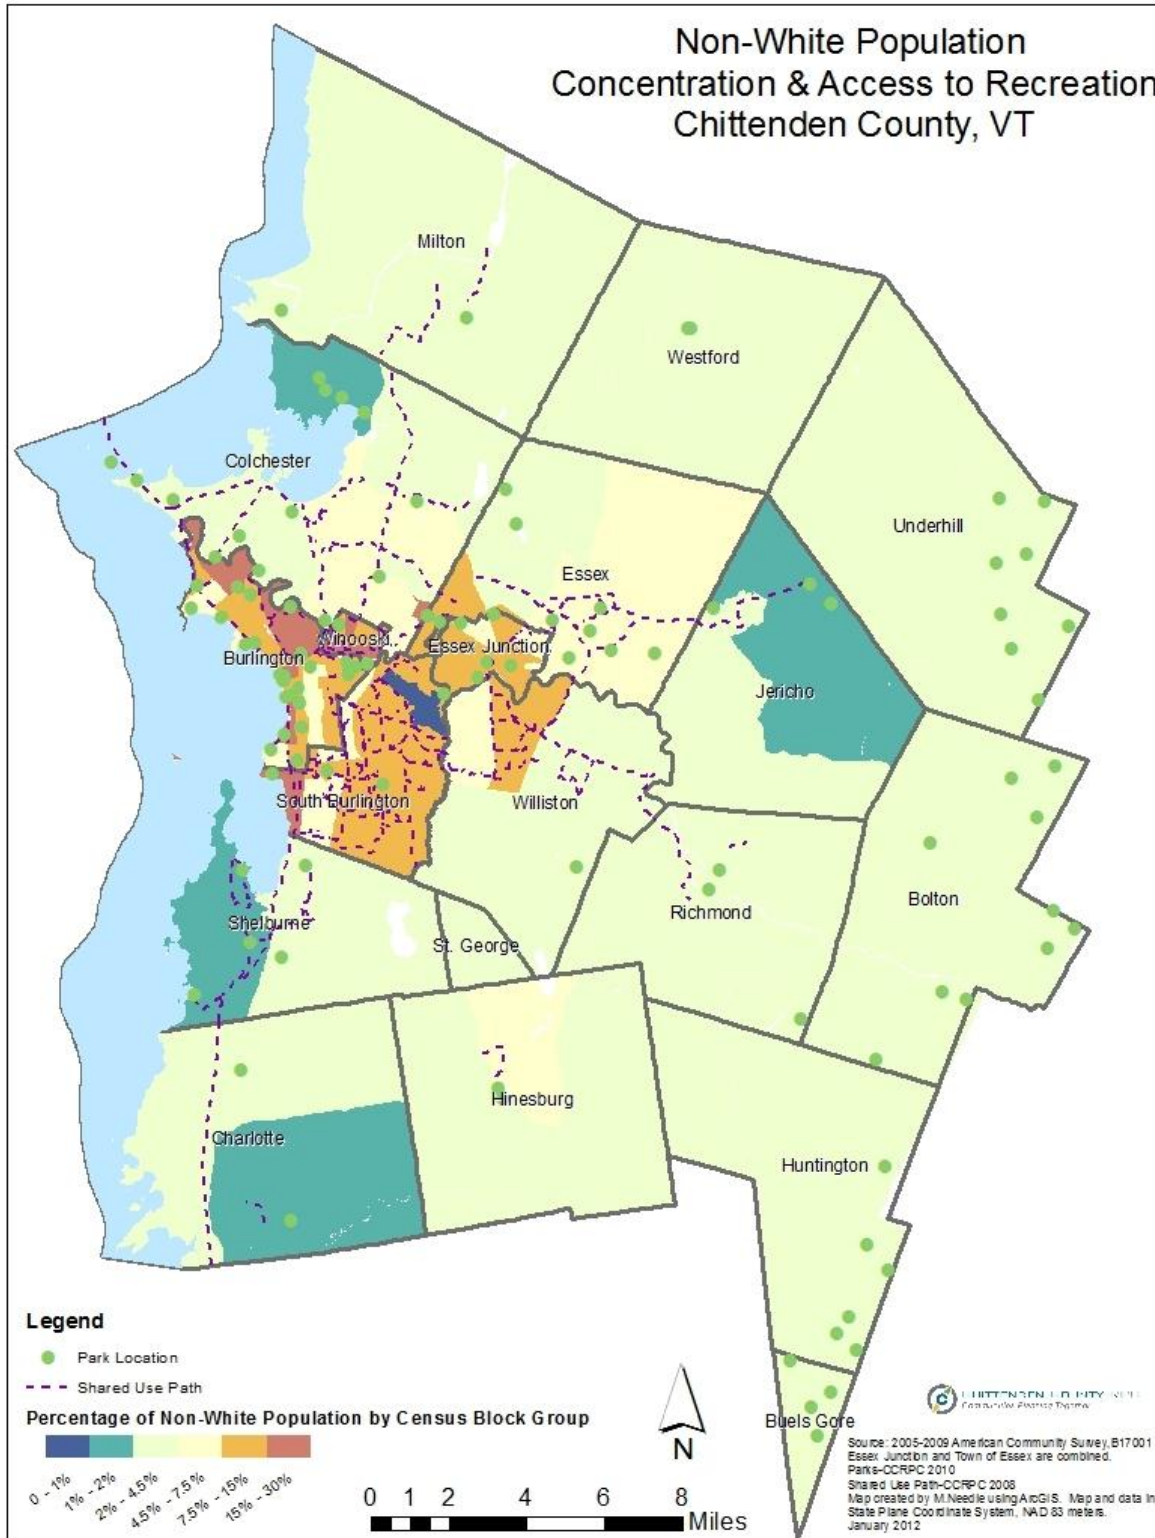 Non-White Population
Concentration & Access to Recreation
Chittenden County, VT
Milton
Westford
Colchester
Underhill
Essex
Winooski
Essex Junction
Burlington
Jericho
South Burlington
Williston
Bolton
Richmond
Shelburne
St. George
Hinesburg
Charlotte
Huntington
Buels Gore
Legend
Park Location
Shared Use Path
Percentage of Non-White Population by Census Block Group
0 - 1%
1% - 2%
2% - 4.5%
4.5% - 7.5%
7.5% - 15%
15% - 30%
N
0 1 2 4 6 8
Miles
CHITTENDEN COUNTY
Communities Planning Together
Source: 2005-2009 American Community Survey, B17001
Essex Junction and Town of Essex are combined.
Parks-CCRPC 2010
Shared Use Path-CCRPC 2008
Map created by M.Needle using ArcGIS. Map and data in
State Plane Coordinate System, NAD 83 meters.
January 2012